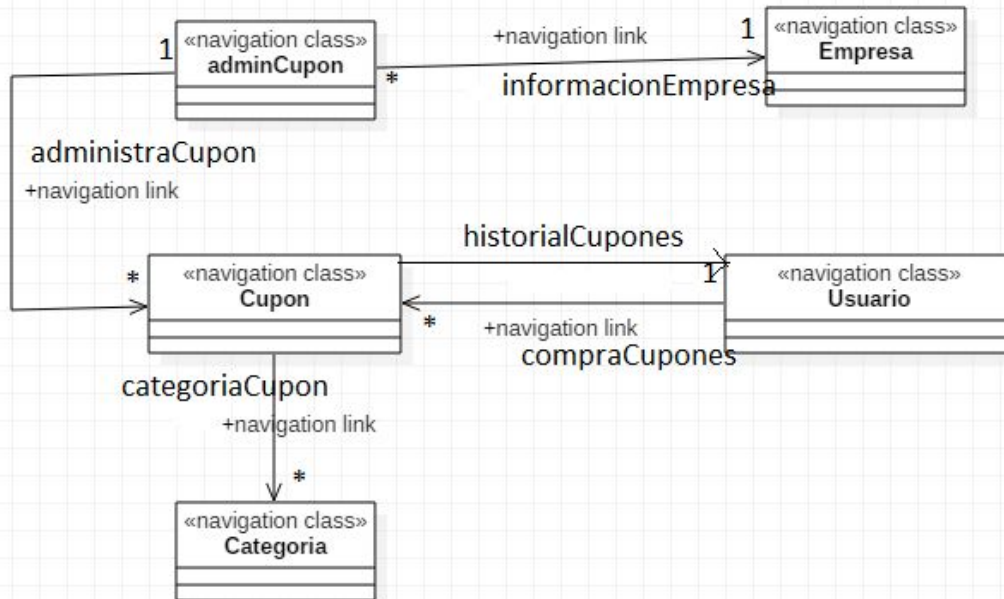 «navigation class»
adminCupon
1
*
+navigation link
1
informacionEmpresa
«navigation class»
Empresa
administraCupon
+navigation link
*
«navigation class»
Cupon
historialCupones
1
*
+navigation link
compraCupones
«navigation class»
Usuario
categoriaCupon
+navigation link
*
«navigation class»
Categoria